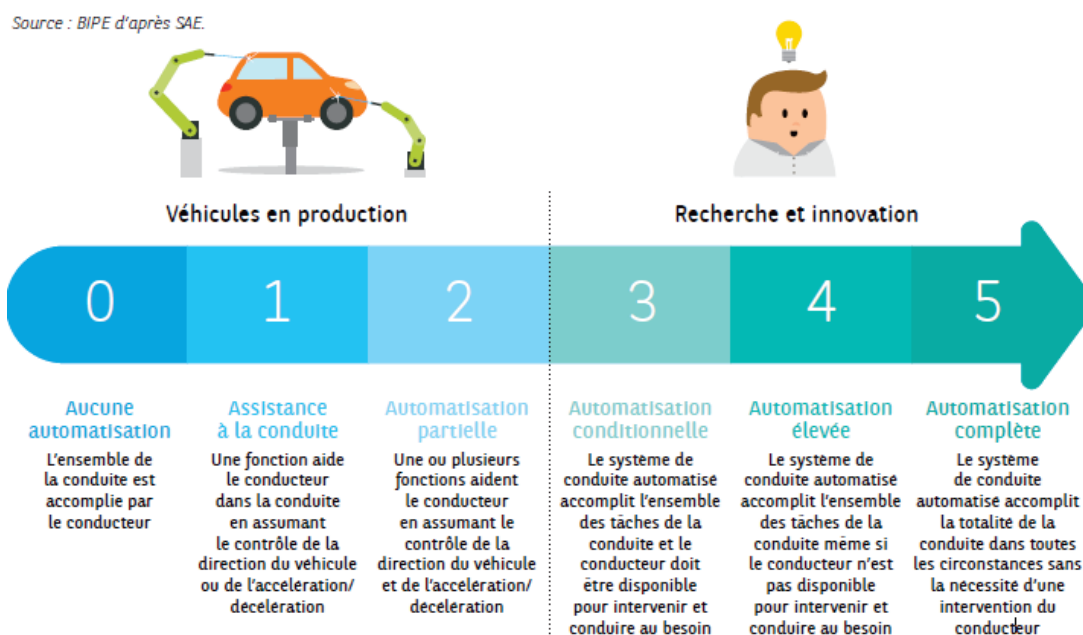 Source : BIPE d'après SAE.
Véhicules en production
Recherche et innovation
0
1
2
3
4
5
Aucune
automatisation
L'ensemble de
la conduite est
accomplie par
le conducteur
Assistance
à la conduite
Une fonction aide
le conducteur
dans la conduite
en assumant
le contrôle de la
direction du véhicule
ou de l'accélération/
décélération
Automatisation
partielle
Une ou plusieurs
fonctions aident
le conducteur
en assumant le
contrôle de la
direction du véhicule
et de l'accélération/
décélération
Automatisation
conditionnelle
Le système de
conduite automatisé
accomplit l'ensemble
des tâches de la
conduite et le
conducteur doit
être disponible
pour intervenir et
conduire au besoin
Automatisation
élevée
Le système de
conduite automatisé
accomplit l'ensemble
des tâches de la
conduite même si
le conducteur n'est
pas disponible
pour intervenir et
conduire au besoin
Automatisation
complète
Le système
de conduite
automatisé accomplit
la totalité de la
conduite dans toutes
les circonstances sans
la nécessité d'une
intervention du
conducteur